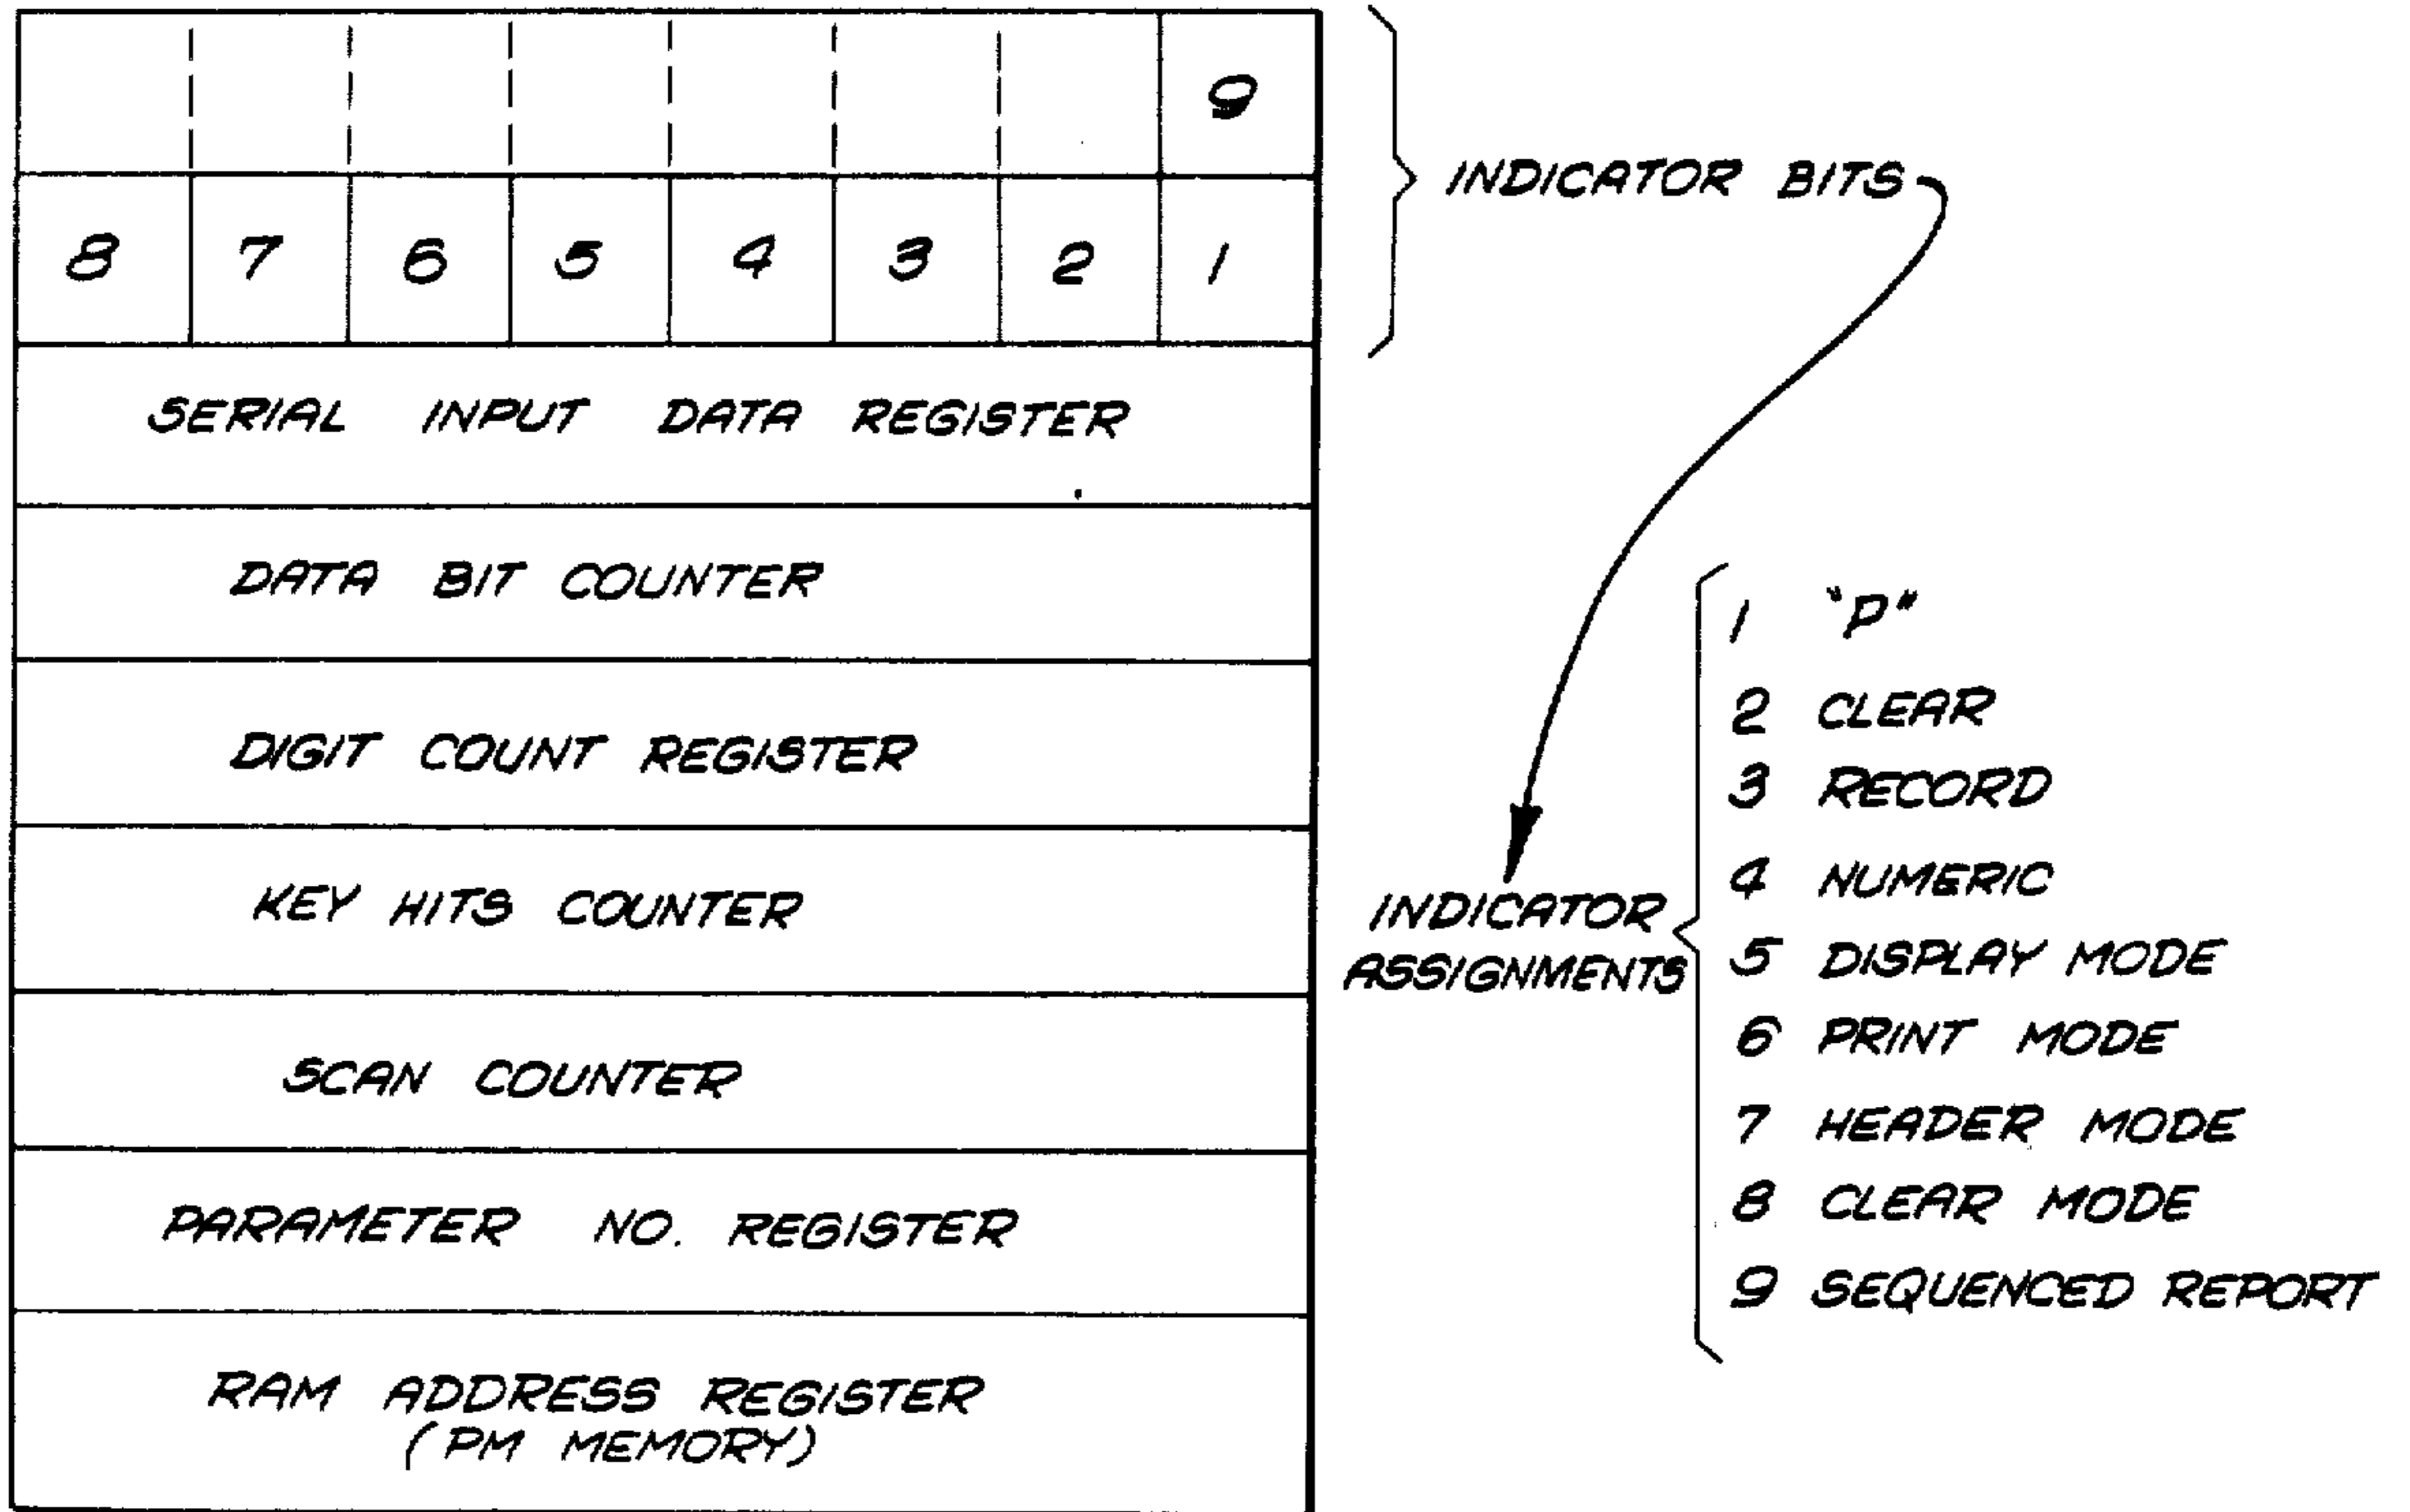 9
INDICATOR BITS
8 7 6 5 4 3 2 1
SERIAL INPUT DATA REGISTER
DATA BIT COUNTER
DIGIT COUNT REGISTER
KEY HITS COUNTER
SCAN COUNTER
PARAMETER NO. REGISTER
RAM ADDRESS REGISTER
(PM MEMORY)
INDICATOR
ASSIGNMENTS
1 "P"
2 CLEAR
3 RECORD
4 NUMERIC
5 DISPLAY MODE
6 PRINT MODE
7 HEADER MODE
8 CLEAR MODE
9 SEQUENCED REPORT